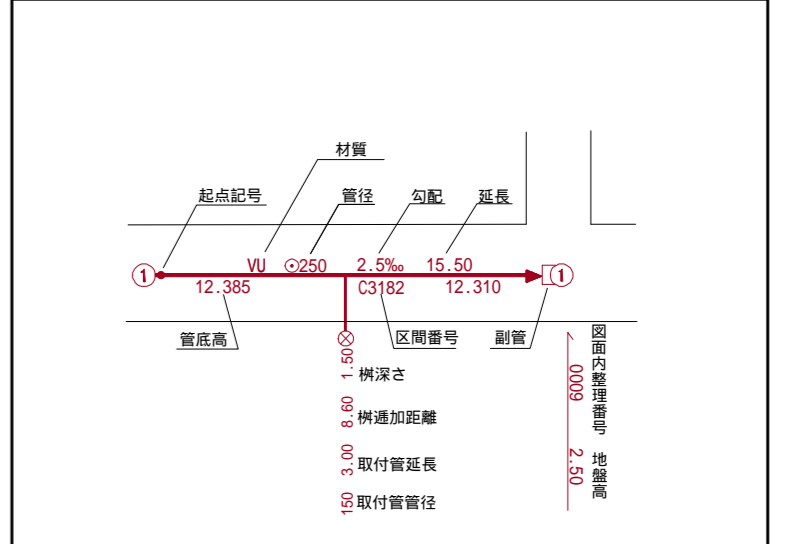 材質
起点記号
管径
勾配
延長
1
VU
⊙250
2.5‰
15.50
1
12.385
C3182
12.310
管底高
区間番号
副管
1.50 桝深さ
8.60 桝逓加距離
3.00 取付管延長
150 取付管管径
図面内整理番号 地盤高
0009 2.50